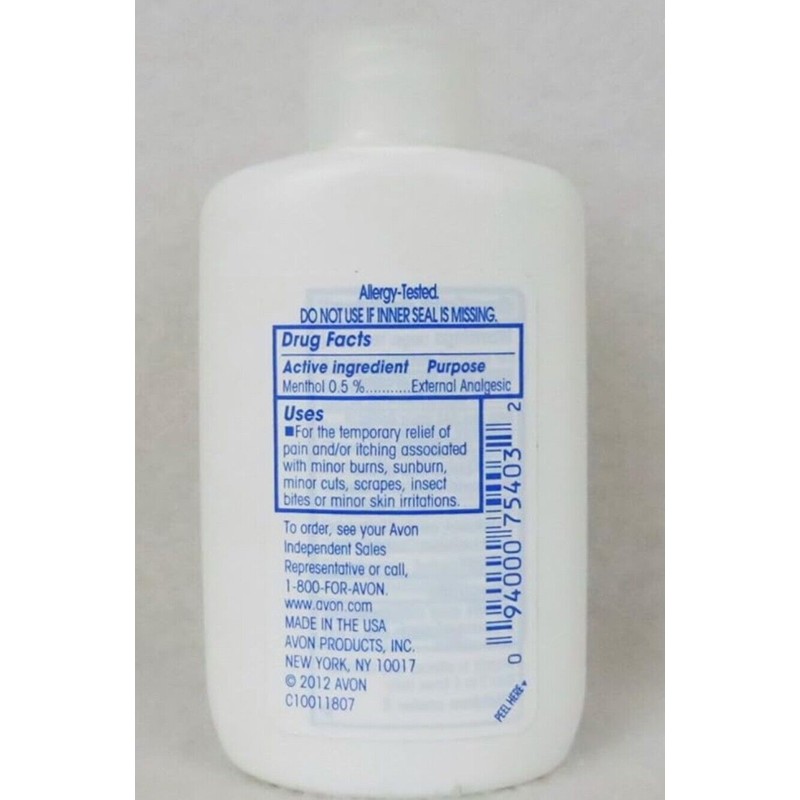 Allergy-Tested.
DO NOT USE IF INNER SEAL IS MISSING.
Drug Facts
Active ingredient Purpose
Menthol 0.5 %...........External Analgesic
Uses
■For the temporary relief of
pain and/or itching associated
with minor burns, sunburn,
minor cuts, scrapes, insect
bites or minor skin irritations.
To order, see your Avon
Independent Sales
Representative or call,
1-800-FOR-AVON.
www.avon.com
MADE IN THE USA
AVON PRODUCTS, INC.
NEW YORK, NY 10017
© 2012 AVON
C10011807
0 94000 75403 2
PEEL HERE